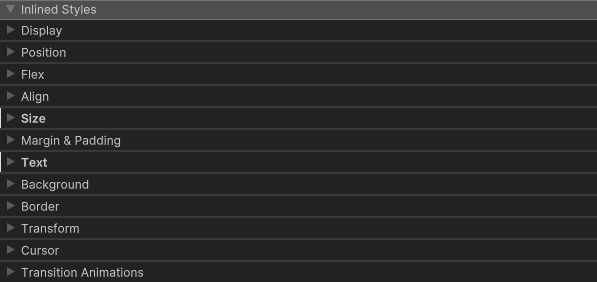 Inlined Styles
Display
Position
Flex
Align
Size
Margin & Padding
Text
Background
Border
Transform
Cursor
Transition Animations